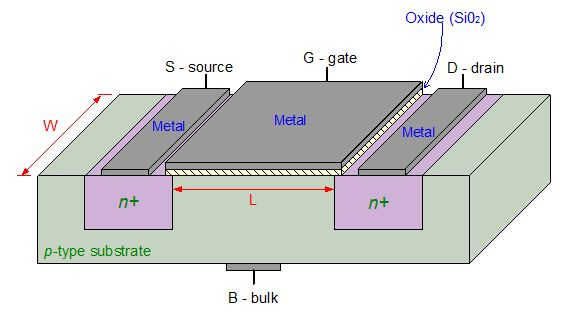 Oxide (Si0₂)
G - gate
S - source
D - drain
W
Metal
Metal
Metal
n+
L
n+
p-type substrate
B - bulk